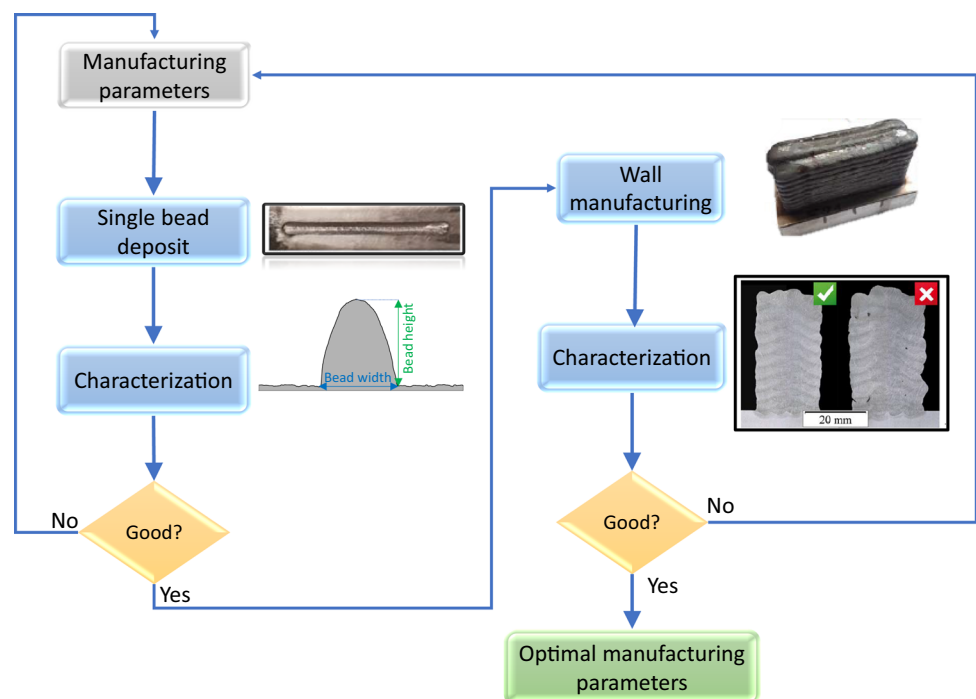 Manufacturing
parameters
Single bead
deposit
Bead height
Bead width
Characterization
No
Good?
Yes
Wall
manufacturing
Characterization
20 mm
Good?
No
Yes
Optimal manufacturing
parameters